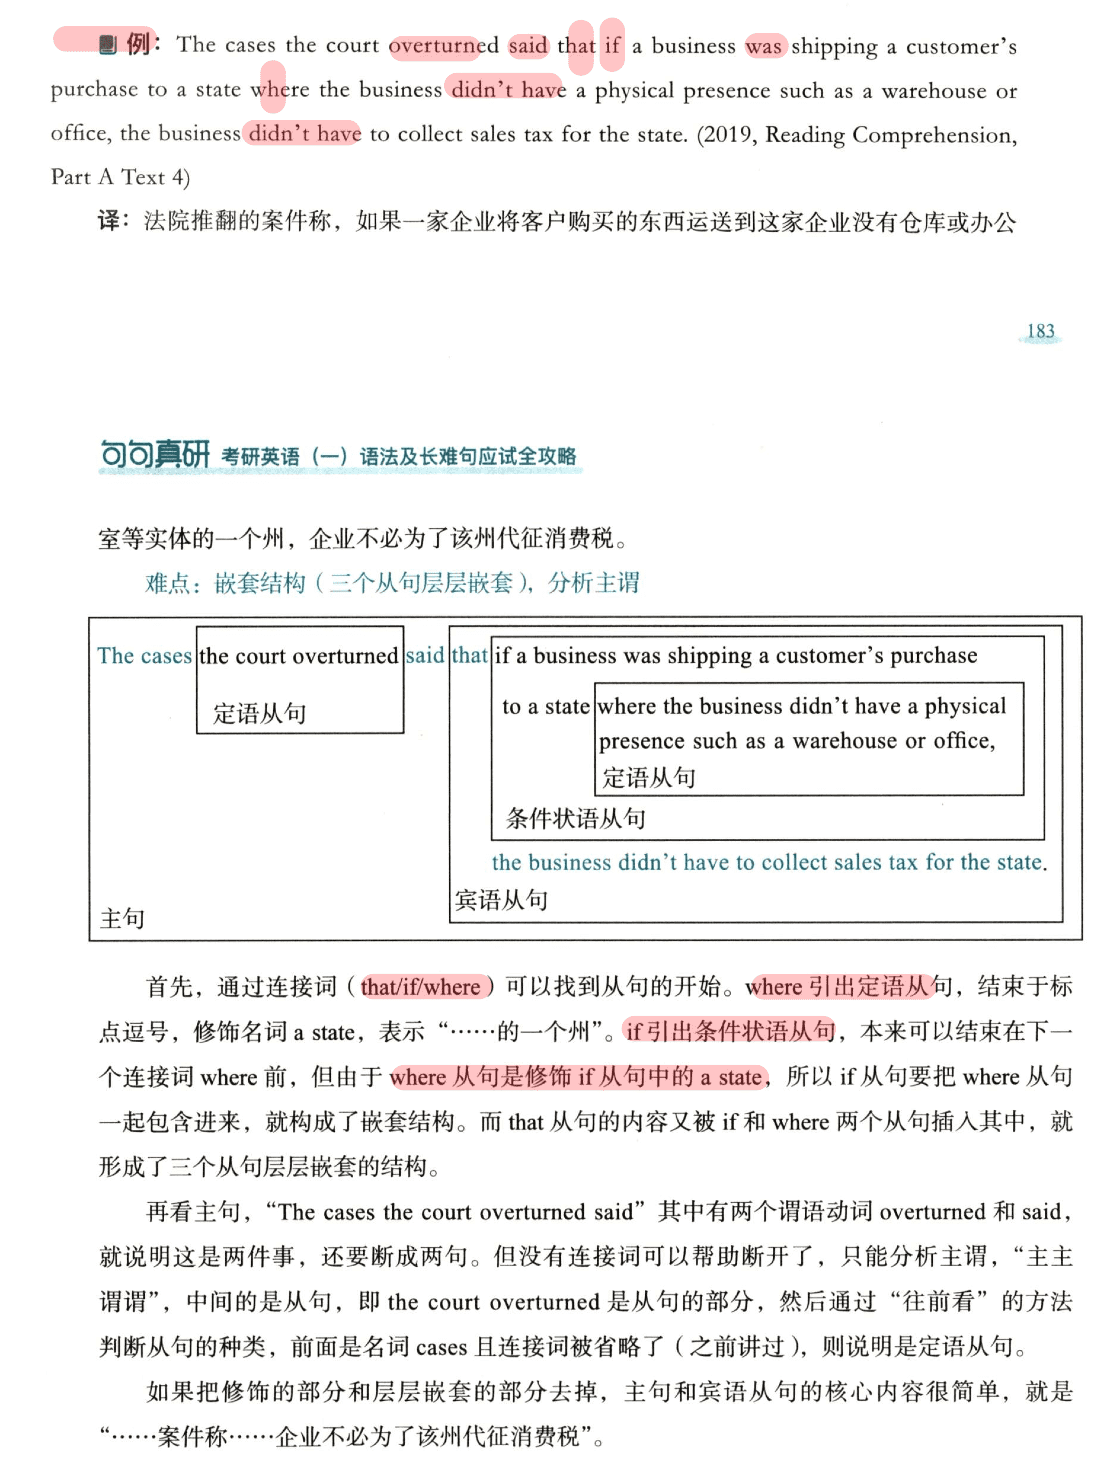 例：The cases the court overturned said that if a business was shipping a customer's
purchase to a state where the business didn't have a physical presence such as a warehouse or
office, the business didn't have to collect sales tax for the state. (2019, Reading Comprehension,
Part A Text 4)
译：法院推翻的案件称，如果一家企业将客户购买的东西运送到这家企业没有仓库或办公
183
句句真研 考研英语（一）语法及长难句应试全攻略
室等实体的一个州，企业不必为了该州代征消费税。
难点：嵌套结构（三个从句层层嵌套），分析主谓
The cases the court overturned said that if a business was shipping a customer's purchase
定语从句
to a state where the business didn't have a physical
presence such as a warehouse or office,
定语从句
条件状语从句
the business didn't have to collect sales tax for the state.
宾语从句
主句
首先，通过连接词（that/if/where）可以找到从句的开始。where 引出定语从句，结束于标
点逗号，修饰名词 a state，表示“……的一个州”。if 引出条件状语从句，本来可以结束在下一
个连接词 where 前，但由于 where 从句是修饰 if 从句中的 a state，所以 if 从句要把 where 从句
一起包含进来，就构成了嵌套结构。而 that 从句的内容又被 if 和 where 两个从句插入其中，就
形成了三个从句层层嵌套的结构。
再看主句，“The cases the court overturned said”其中有两个谓语动词 overturned 和 said，
就说明这是两件事，还要断成两句。但没有连接词可以帮助断开了，只能分析主谓，“主主
谓谓”，中间的是从句，即 the court overturned 是从句的部分，然后通过“往前看”的方法
判断从句的种类，前面是名词 cases 且连接词被省略了（之前讲过），则说明是定语从句。
如果把修饰的部分和层层嵌套的部分去掉，主句和宾语从句的核心内容很简单，就是
“……案件称……企业不必为了该州代征消费税”。